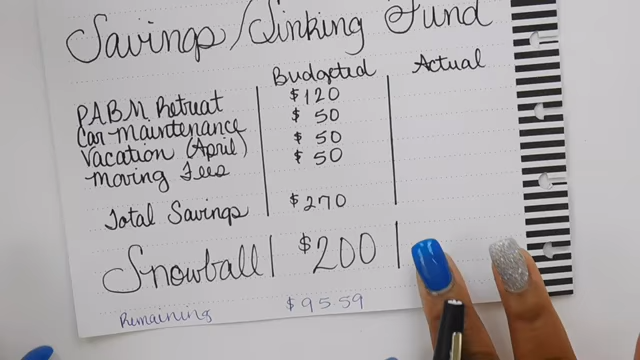 Savings/Sinking Fund
Budgeted Actual
P.A.B.M. Retreat $120
Car maintenance $ 50
Vacation (April) $ 50
Moving Fees $ 50
Total Savings $270
Snowball $200
Remaining $95.59